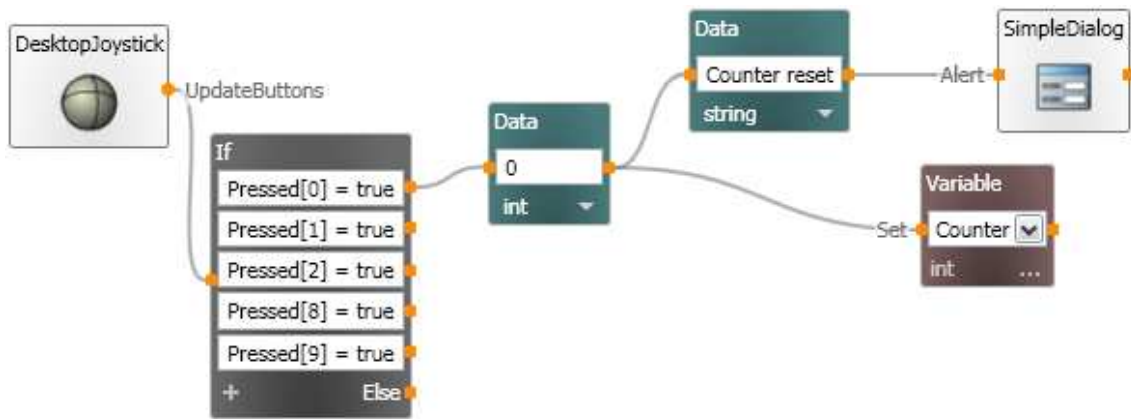 DesktopJoystick
UpdateButtons
If
Pressed[0] = true
Pressed[1] = true
Pressed[2] = true
Pressed[8] = true
Pressed[9] = true
+ Else
Data
0
int
Data
Counter reset
string
Alert
SimpleDialog
Set
Variable
Counter
int ...